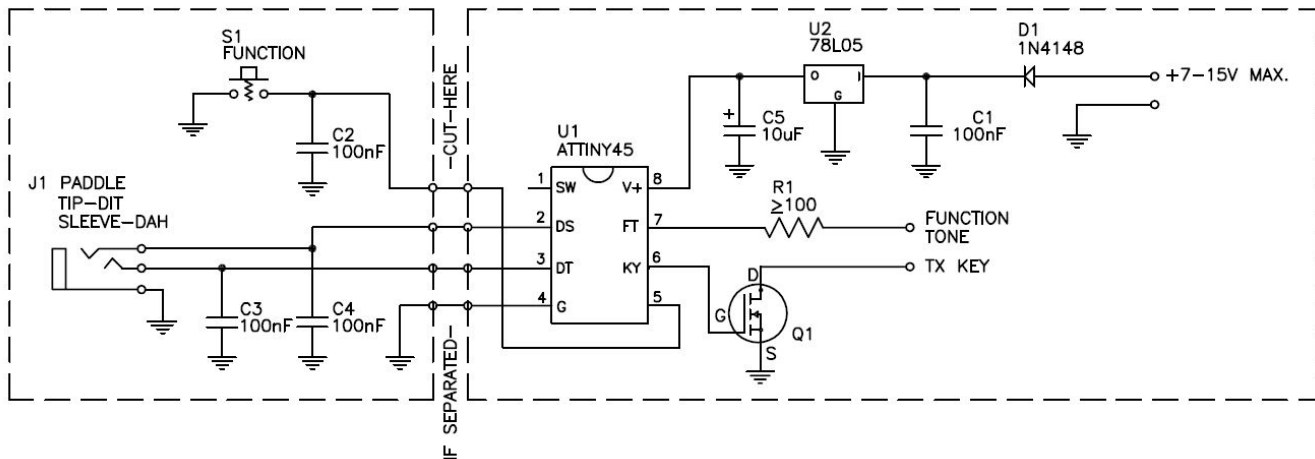 S1
FUNCTION
C2
100nF
J1 PADDLE
TIP-DIT
SLEEVE-DAH
C3
100nF
C4
100nF
IF SEPARATED- -CUT-HERE
U1
ATTINY45
1
SW
V+
8
2
DS
FT
7
3
DT
KY
6
4
G
5
U2
78L05
O
I
G
D1
1N4148
+7-15V MAX.
+
C5
10uF
C1
100nF
R1
≥100
FUNCTION
TONE
TX KEY
D
G
S
Q1